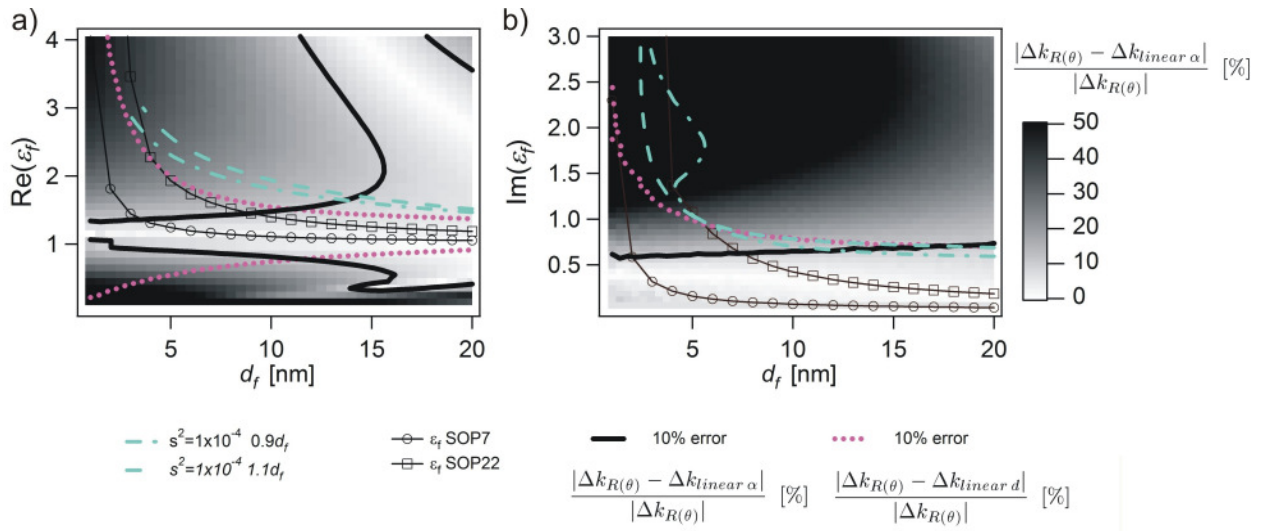 a)
b)
4
3
2
1
Re(εf)
5
10
15
20
df [nm]
3.0
2.5
2.0
1.5
1.0
0.5
Im(εf)
5
10
15
20
df [nm]
|ΔkR(θ) − Δklinear α|
|ΔkR(θ)|
[%]
50
40
30
20
10
0
s²=1x10⁻⁴ 0.9df
s²=1x10⁻⁴ 1.1df
εf SOP7
εf SOP22
10% error
10% error
|ΔkR(θ) − Δklinear α|
|ΔkR(θ)|
[%]
|ΔkR(θ) − Δklinear d|
|ΔkR(θ)|
[%]